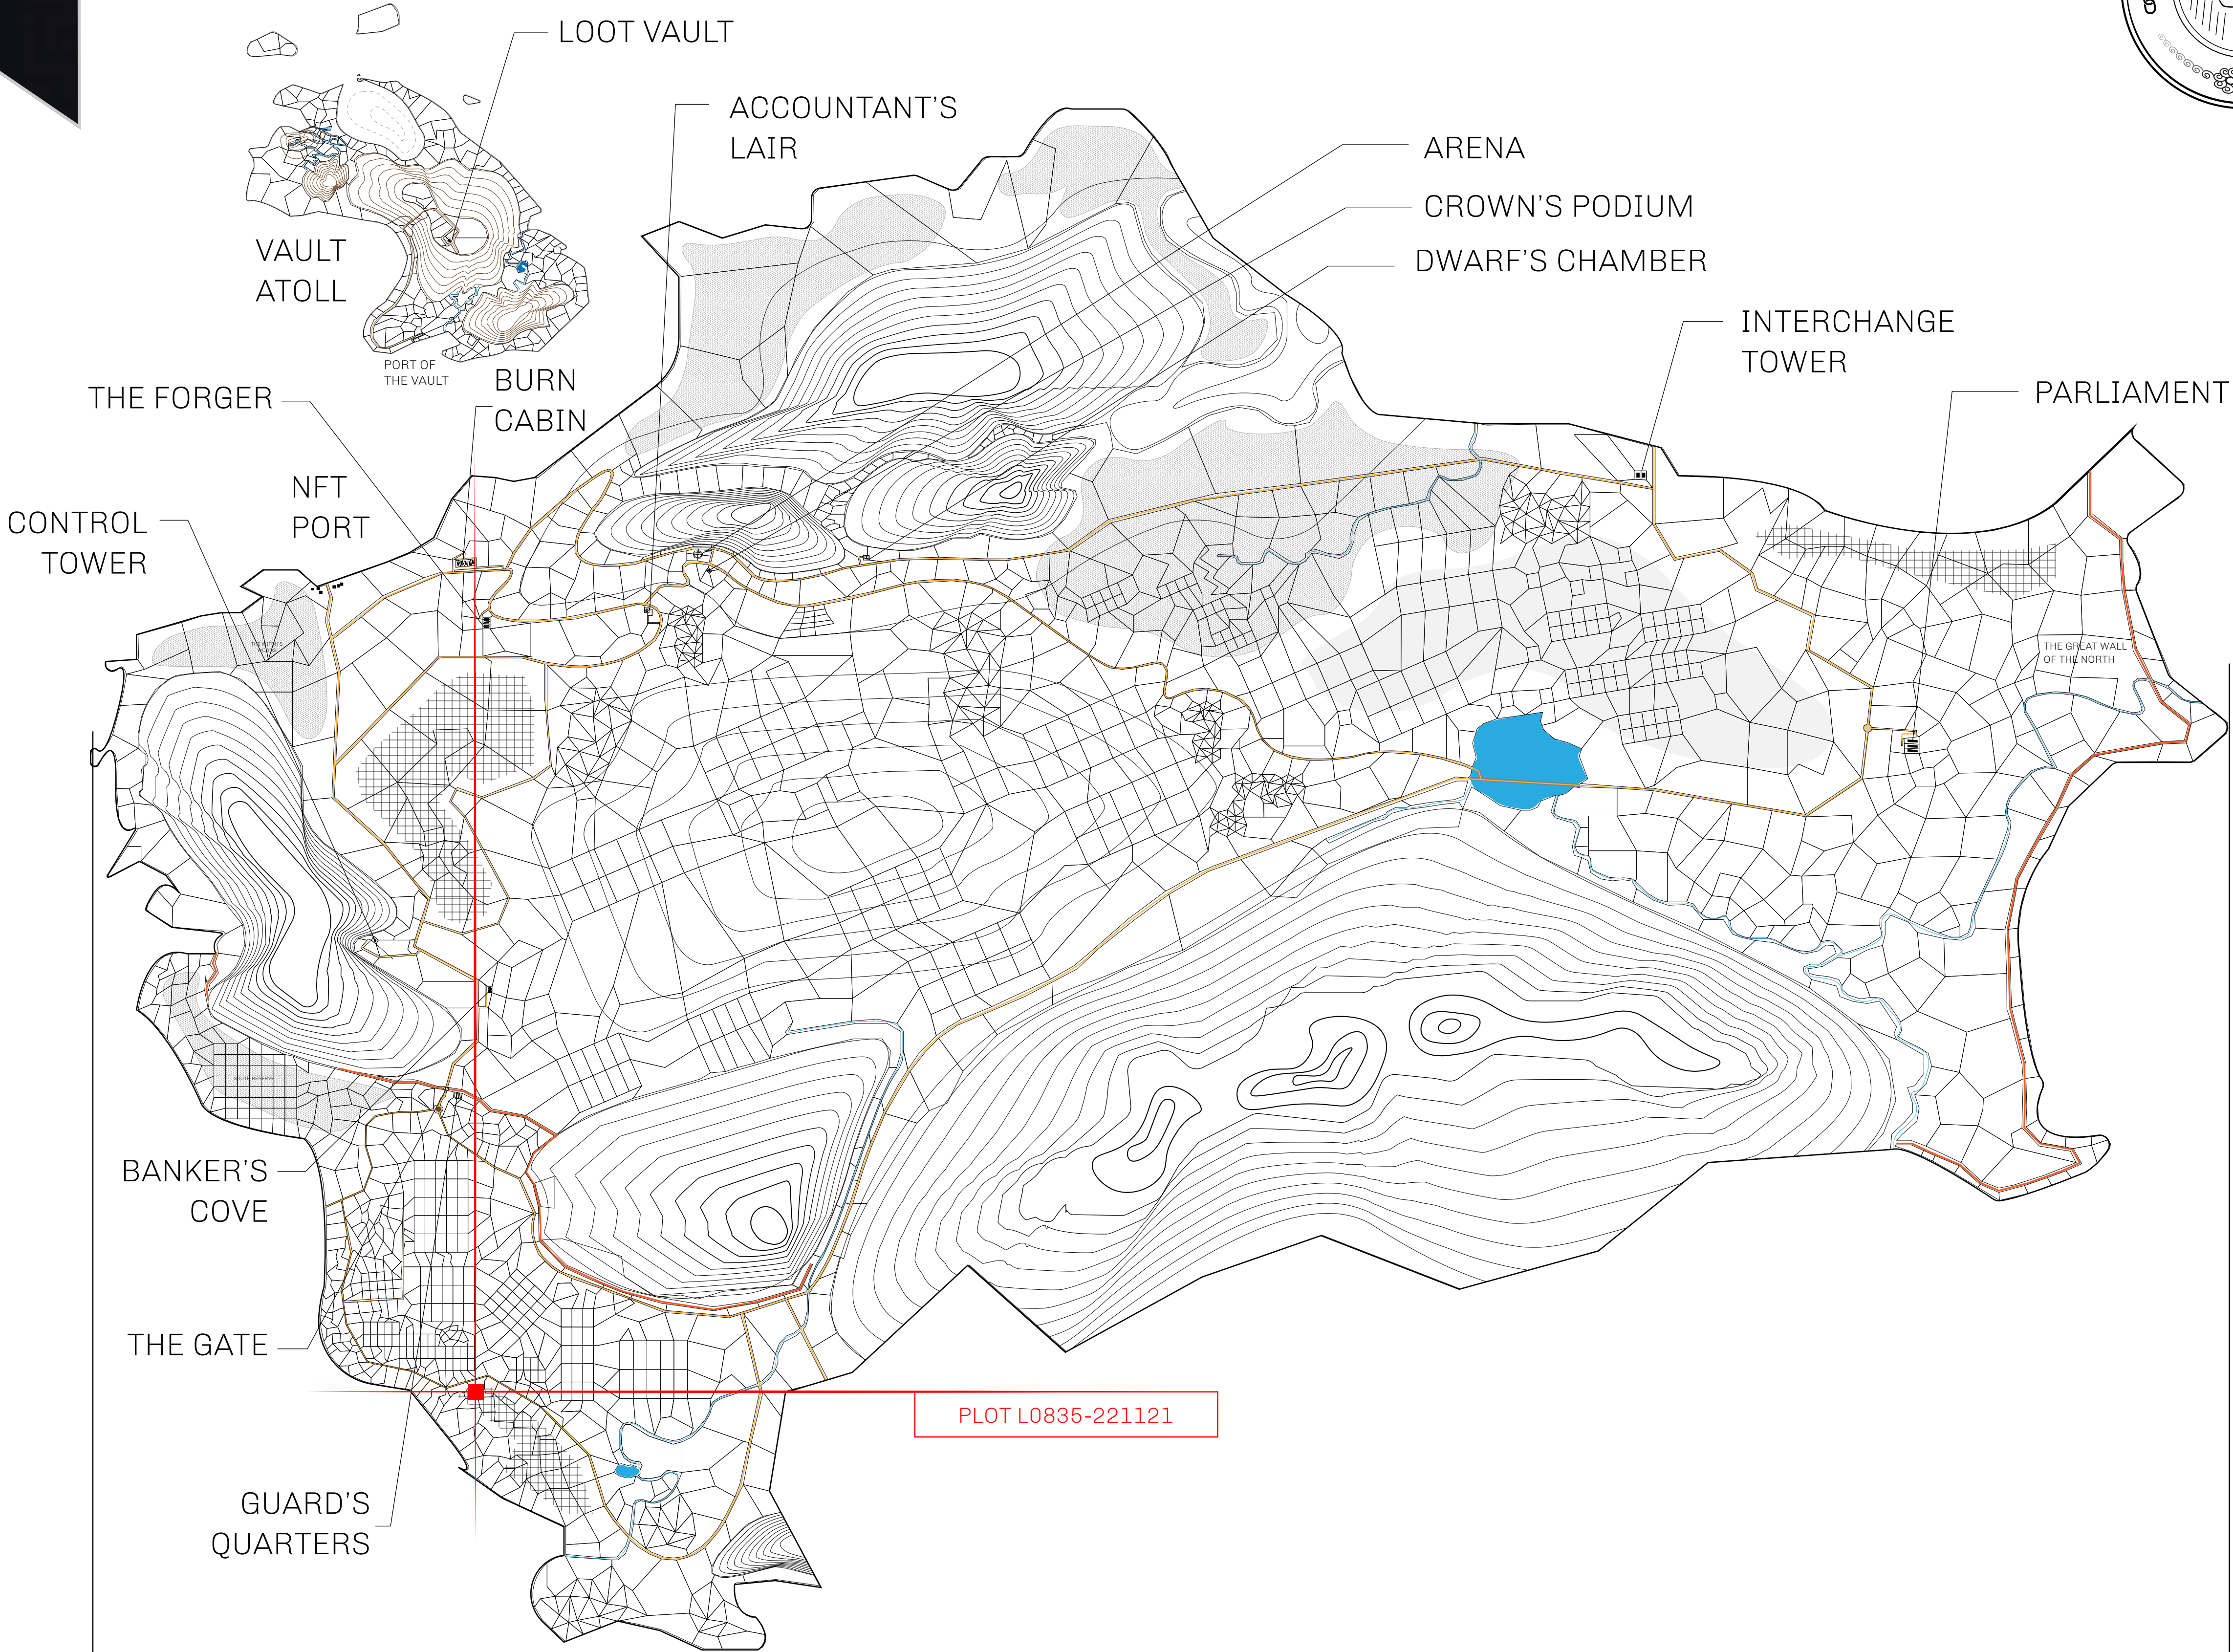 LOOT VAULT
ACCOUNTANT'S
LAIR
ARENA
CROWN'S PODIUM
DWARF'S CHAMBER
VAULT
ATOLL
INTERCHANGE
TOWER
PORT OF
THE VAULT
BURN
CABIN
THE FORGER
PARLIAMENT
NFT
PORT
CONTROL
TOWER
THE GREAT WALL
OF THE NORTH
SOUTH RESERVE
BANKER'S
COVE
THE GATE
PLOT L0835-221121
GUARD'S
QUARTERS